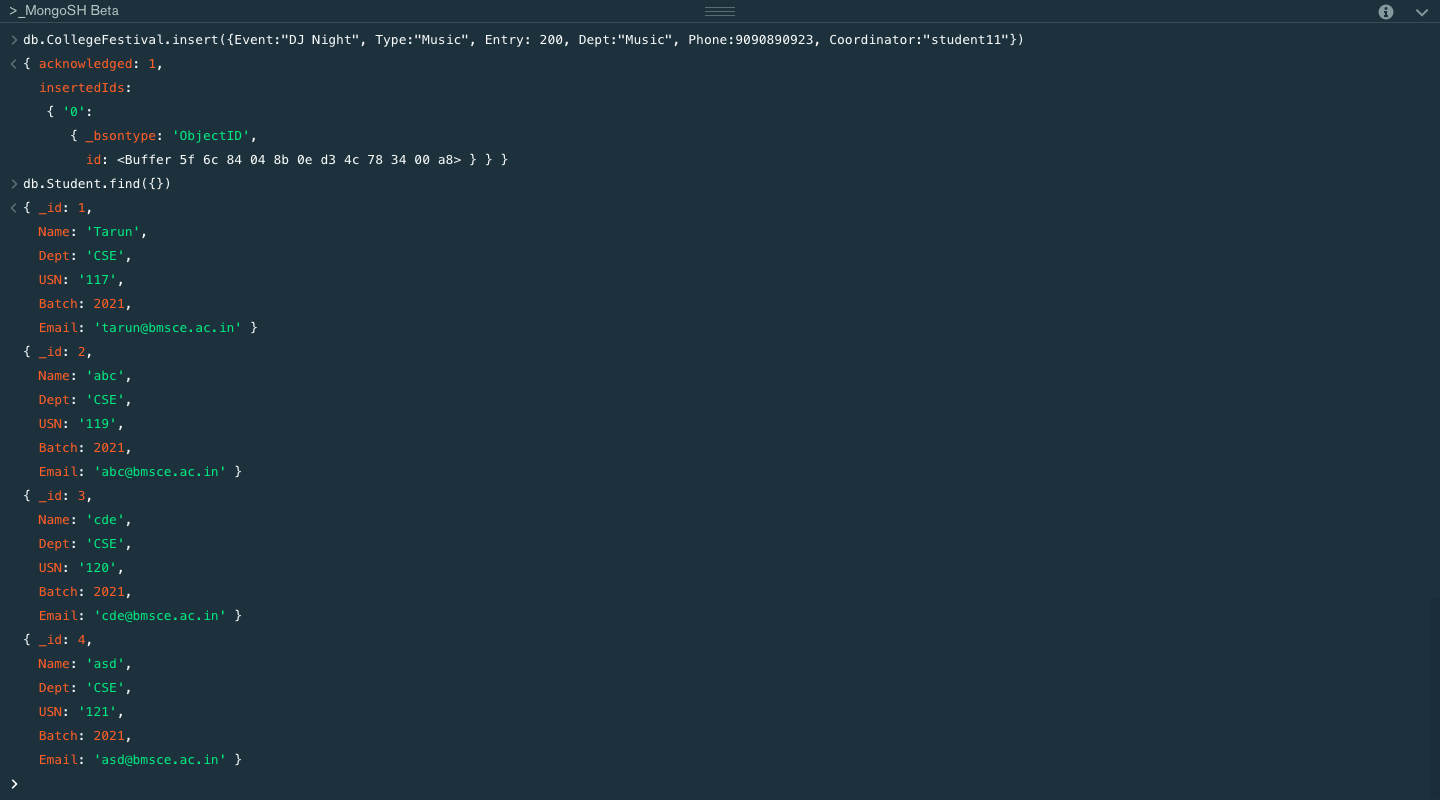 >_MongoSH Beta
> db.CollegeFestival.insert({Event:"DJ Night", Type:"Music", Entry: 200, Dept:"Music", Phone:9090890923, Coordinator:"student11"})
< { acknowledged: 1,
insertedIds:
{ '0':
{ _bsontype: 'ObjectID',
id: <Buffer 5f 6c 84 04 8b 0e d3 4c 78 34 00 a8> } } }
> db.Student.find({})
< { _id: 1,
Name: 'Tarun',
Dept: 'CSE',
USN: '117',
Batch: 2021,
Email: 'tarun@bmsce.ac.in' }
{ _id: 2,
Name: 'abc',
Dept: 'CSE',
USN: '119',
Batch: 2021,
Email: 'abc@bmsce.ac.in' }
{ _id: 3,
Name: 'cde',
Dept: 'CSE',
USN: '120',
Batch: 2021,
Email: 'cde@bmsce.ac.in' }
{ _id: 4,
Name: 'asd',
Dept: 'CSE',
USN: '121',
Batch: 2021,
Email: 'asd@bmsce.ac.in' }
>